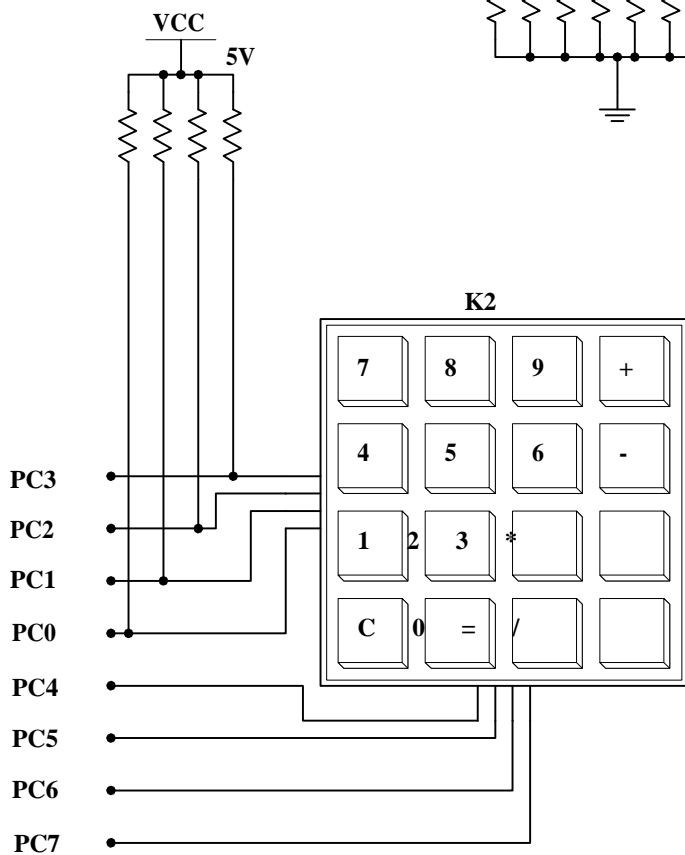 VCC
5V
K2
7 8 9 +
4 5 6 -
1 2 3 *
C 0 = /
PC3
PC2
PC1
PC0
PC4
PC5
PC6
PC7